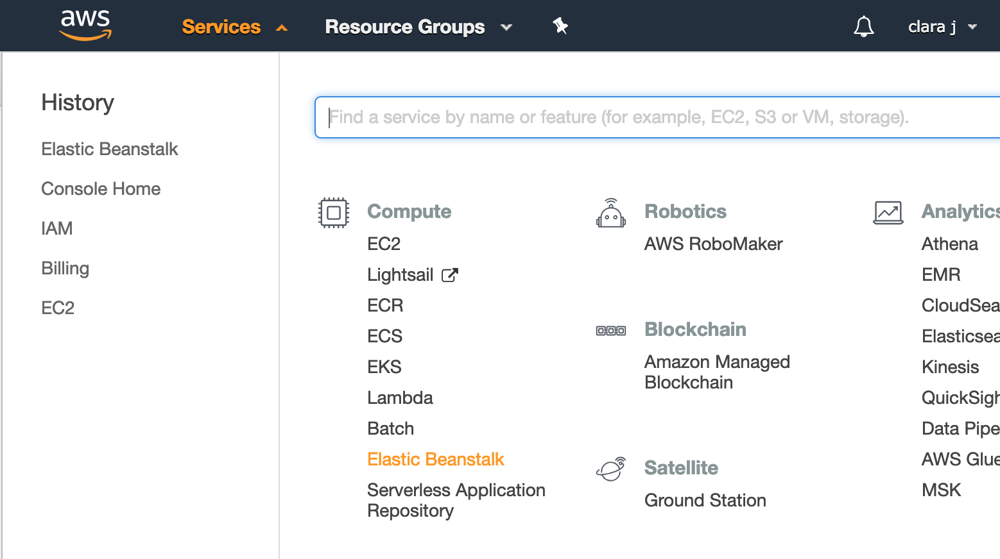 aws
Services
Resource Groups
clara j
History
Elastic Beanstalk
Console Home
IAM
Billing
EC2
Find a service by name or feature (for example, EC2, S3 or VM, storage).
Compute
EC2
Lightsail
ECR
ECS
EKS
Lambda
Batch
Elastic Beanstalk
Serverless Application
Repository
Robotics
AWS RoboMaker
Blockchain
Amazon Managed
Blockchain
Satellite
Ground Station
Analytics
Athena
EMR
CloudSea
Elasticsea
Kinesis
QuickSigh
Data Pipe
AWS Glue
MSK